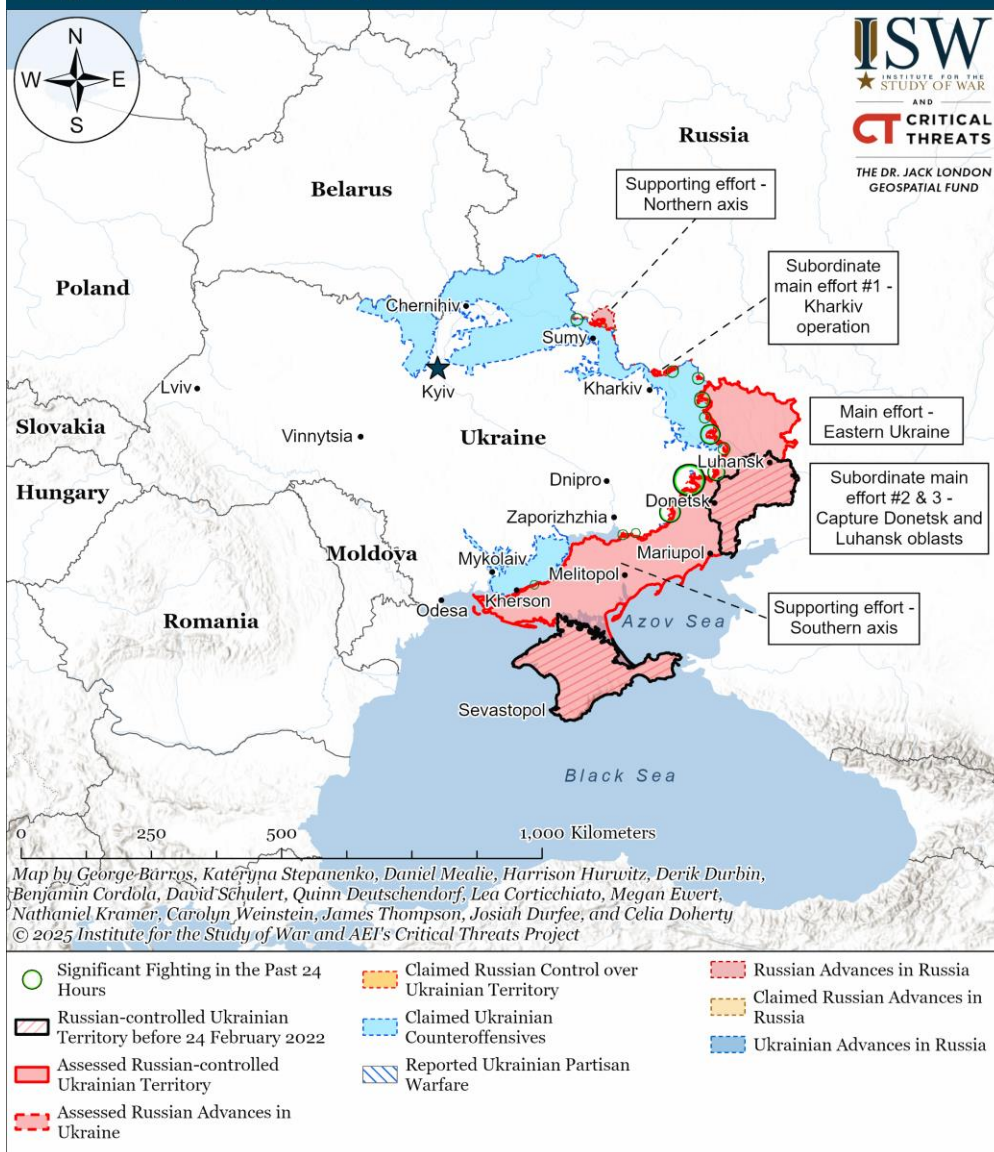 N
W
E
S
ISW
INSTITUTE FOR THE
STUDY OF WAR
AND
CT CRITICAL
THREATS
THE DR. JACK LONDON
GEOSPATIAL FUND
Russia
Supporting effort -
Northern axis
Belarus
Subordinate
main effort #1 -
Kharkiv
operation
Poland
Chernihiv
Sumy
Kyiv
Lviv
Kharkiv
Slovakia
Main effort -
Eastern Ukraine
Vinnytsia
Ukraine
Luhansk
Hungary
Dnipro
Subordinate main
effort #2 & 3 -
Capture Donetsk and
Luhansk oblasts
Donetsk
Zaporizhzhia
Moldova
Mariupol
Mykolaiv
Melitopol
Kherson
Odesa
Supporting effort -
Southern axis
Romania
Azov Sea
Sevastopol
Black Sea
0 250 500 1,000 Kilometers
Map by George Barros, Kateryna Stepanenko, Daniel Mealie, Harrison Hurwitz, Derik Durbin,
Benjamin Cordola, David Schulert, Quinn Deutschendorf, Lea Corticchiato, Megan Ewert,
Nathaniel Kramer, Carolyn Weinstein, James Thompson, Josiah Durfee, and Celia Doherty
© 2025 Institute for the Study of War and AEI's Critical Threats Project
Significant Fighting in the Past 24
Hours
Russian-controlled Ukrainian
Territory before 24 February 2022
Assessed Russian-controlled
Ukrainian Territory
Assessed Russian Advances in
Ukraine
Claimed Russian Control over
Ukrainian Territory
Claimed Ukrainian
Counteroffensives
Reported Ukrainian Partisan
Warfare
Russian Advances in Russia
Claimed Russian Advances in
Russia
Ukrainian Advances in Russia